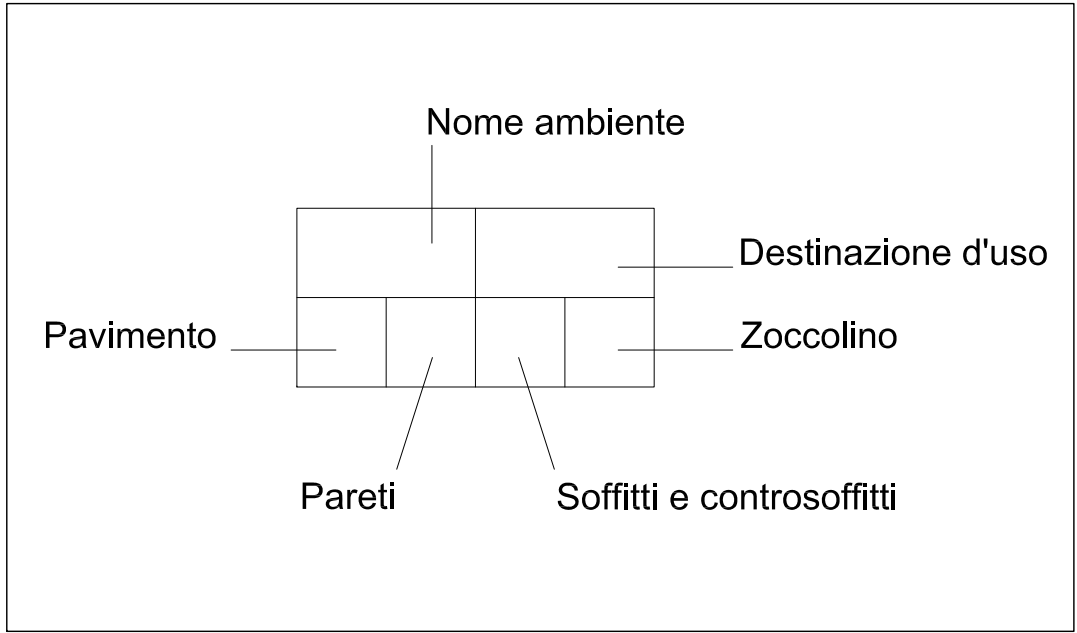 Nome ambiente
Destinazione d'uso
Pavimento
Zoccolino
Pareti
Soffitti e controsoffitti